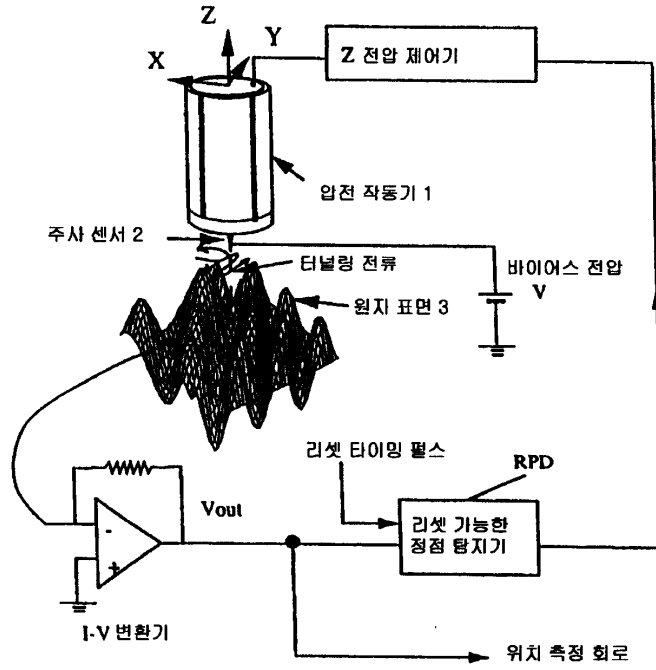 Z
Y
X
Z 전압 제어기
압전 작동기 1
주사 센서 2
터널링 전류
바이어스 전압
V
원자 표면 3
리셋 타이밍 펄스
RPD
Vout
리셋 가능한
정점 탐지기
-
+
I-V 변환기
위치 측정 회로